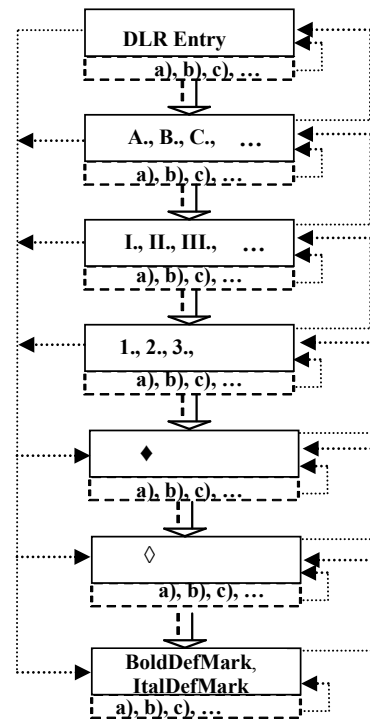 DLR Entry
a), b), c), …
A., B., C., …
a), b), c), …
I., II., III., …
a), b), c), …
1., 2., 3.,
a), b), c), …
♦
a), b), c), …
◊
a), b), c), …
BoldDefMark,
ItalDefMark
a), b), c), …